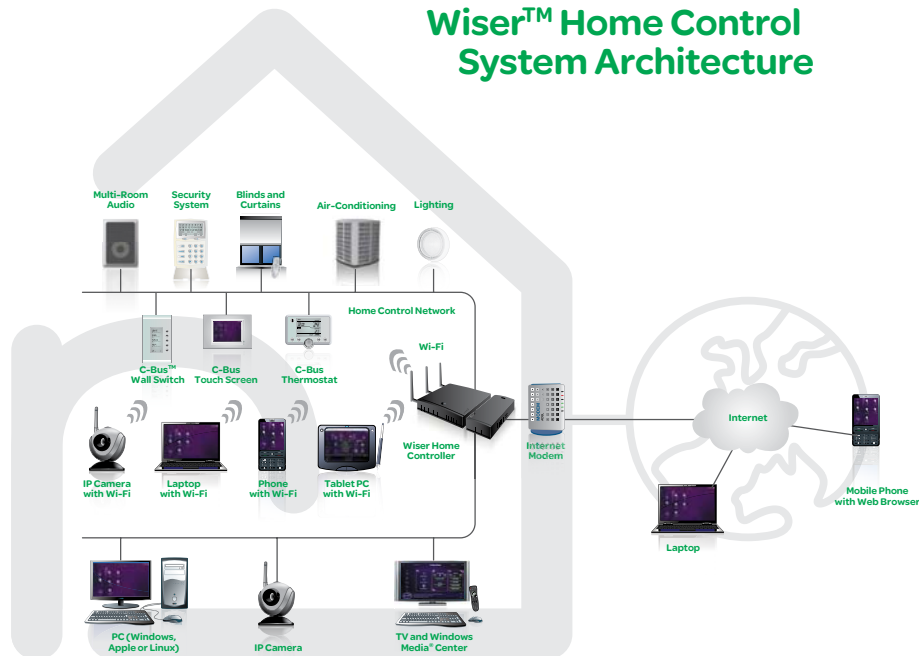 Wiser™ Home Control
System Architecture
Multi-Room
Audio
Security
System
Blinds and
Curtains
Air-Conditioning
Lighting
Home Control Network
C-Bus™
Wall Switch
C-Bus
Touch Screen
C-Bus
Thermostat
Wi-Fi
IP Camera
with Wi-Fi
Laptop
with Wi-Fi
Phone
with Wi-Fi
Tablet PC
with Wi-Fi
Wiser Home
Controller
Internet
Modem
Internet
Laptop
Mobile Phone
with Web Browser
PC (Windows,
Apple or Linux)
IP Camera
TV and Windows
Media® Center